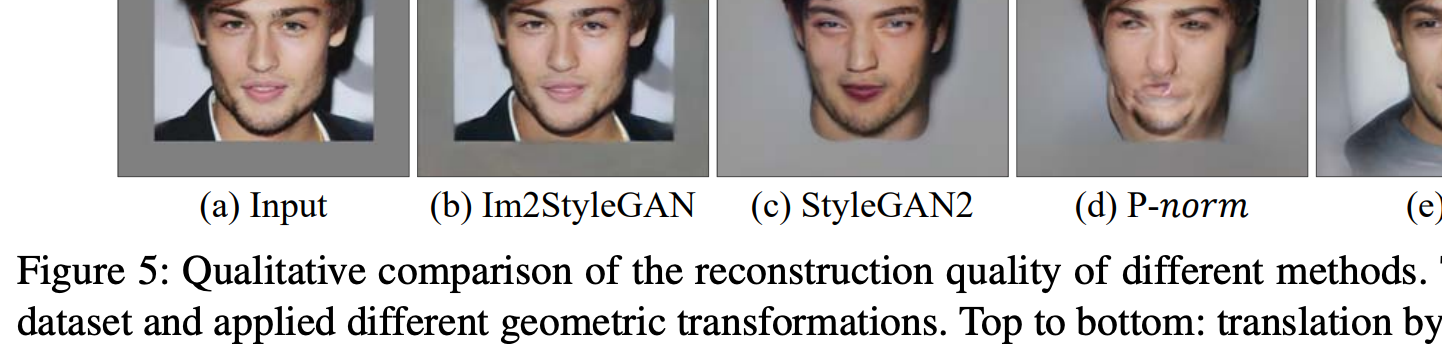 (a) Input (b) Im2StyleGAN (c) StyleGAN2 (d) P-norm (e)
Figure 5: Qualitative comparison of the reconstruction quality of different methods.
dataset and applied different geometric transformations. Top to bottom: translation by